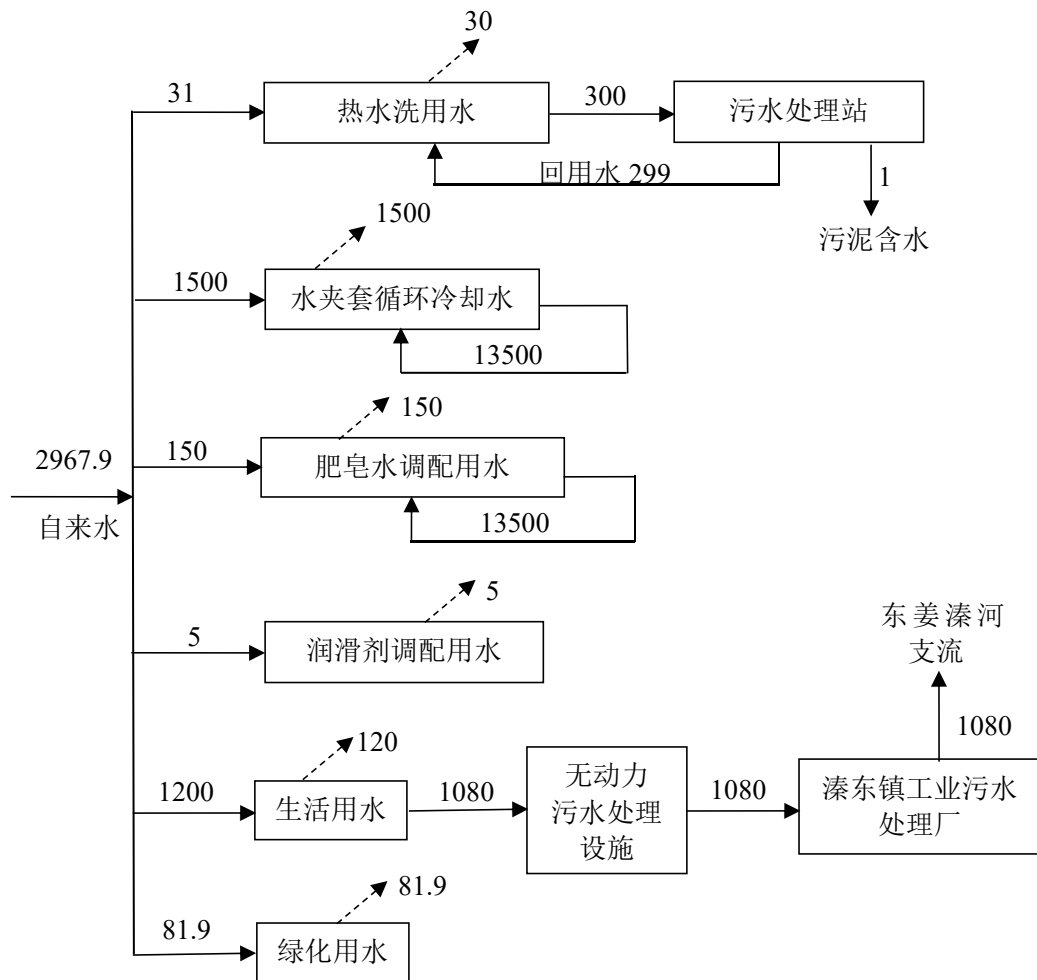 30
31
热水洗用水
300
污水处理站
回用水 299
1
污泥含水
1500
1500
水夹套循环冷却水
13500
150
150
肥皂水调配用水
13500
2967.9
自来水
5
5
润滑剂调配用水
东姜溱河
支流
1080
120
1200
生活用水
1080
无动力
污水处理
设施
1080
溱东镇工业污水
处理厂
81.9
81.9
绿化用水